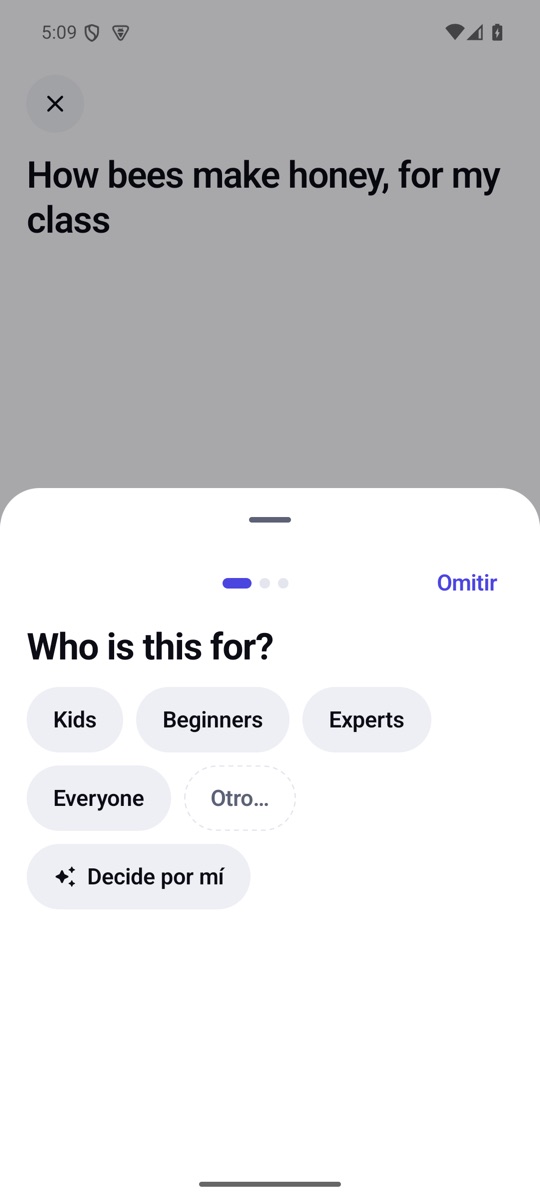 5:09
How bees make honey, for my
class
Omitir
Who is this for?
Kids
Beginners
Experts
Everyone
Otro...
Decide por mí